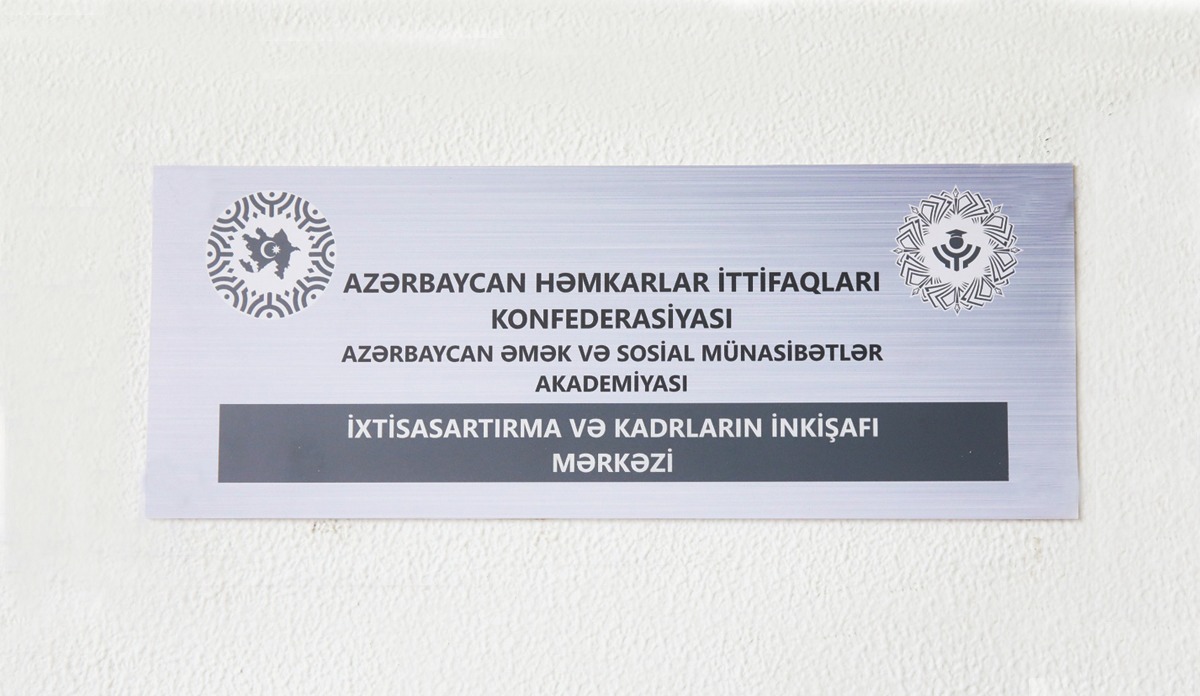 AZƏRBAYCAN HƏMKARLAR İTTİFAQLARI
KONFEDERASİYASI
AZƏRBAYCAN ƏMƏK VƏ SOSİAL MÜNASİBƏTLƏR
AKADEMİYASI
İXTİSASARTIRMA VƏ KADRLARIN İNKİŞAFI
MƏRKƏZİ